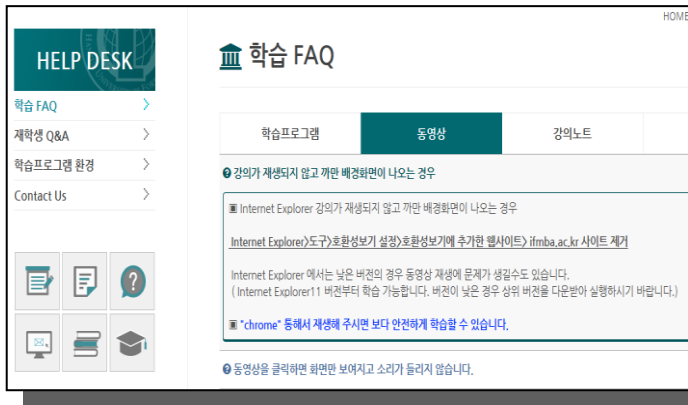 HOME
HELP DESK
학습 FAQ
재학생 Q&A
학습프로그램 환경
Contact Us
학습 FAQ
학습프로그램
동영상
강의노트
강의가 재생되지 않고 까만 배경화면이 나오는 경우
▣ Internet Explorer 강의가 재생되지 않고 까만 배경화면이 나오는 경우
Internet Explorer>도구>호환성보기 설정>호환성보기에 추가한 웹사이트> ifmba,ac,kr 사이트 제거
Internet Explorer 에서는 낮은 버전의 경우 동영상 재생에 문제가 생길수도 있습니다.
( Internet Explorer11 버전부터 학습 가능합니다. 버전이 낮은 경우 상위 버전을 다운받아 실행하시기 바랍니다.)
▣ "chrome" 통해서 재생해 주시면 보다 안전하게 학습할 수 있습니다.
동영상을 클릭하면 화면만 보여지고 소리가 들리지 않습니다.